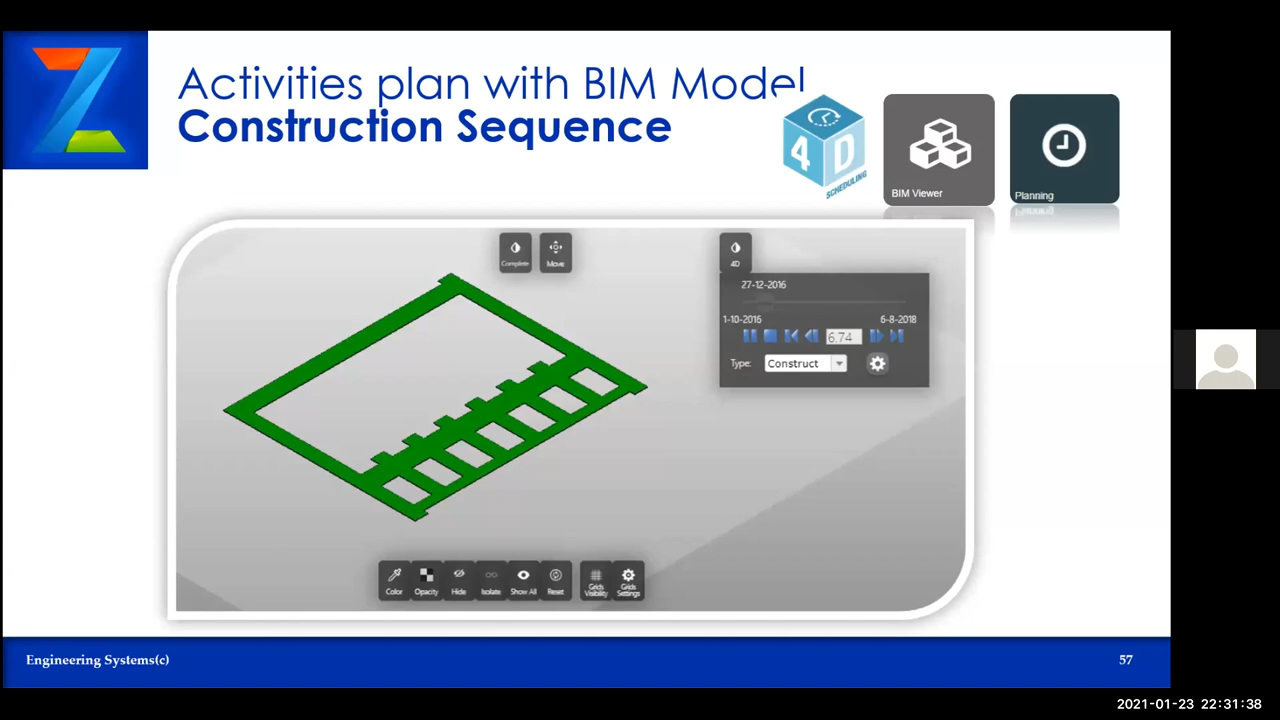 Activities plan with BIM Model
Construction Sequence
4D
SCHEDULING
BIM Viewer
Planning
Complete
Move
4D
27-12-2016
1-10-2016
6-8-2018
6.74
Type:
Construct
Color
Opacity
Hide
Isolate
Show All
Reset
Grids
Visibility
Grids
Settings
Engineering Systems(c)
57
2021-01-23 22:31:38